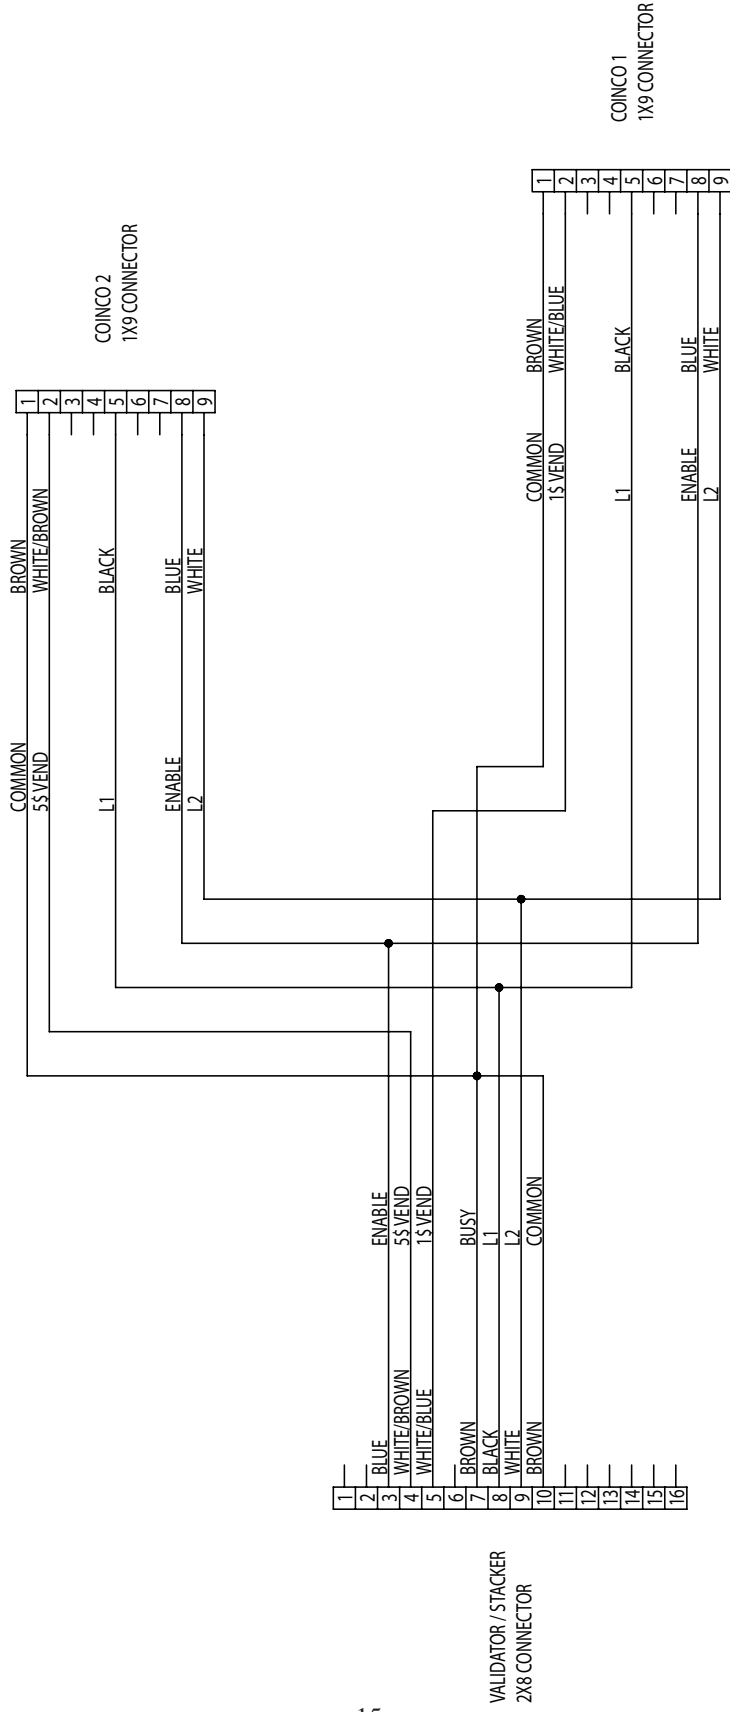 COINCO 1
1X9 CONNECTOR
1
2
3
4
5
6
7
8
9
BROWN
WHITE/BLUE
BLACK
BLUE
WHITE
COMMON
1$ VEND
L1
ENABLE
L2
COINCO 2
1X9 CONNECTOR
1
2
3
4
5
6
7
8
9
BROWN
WHITE/BROWN
BLACK
BLUE
WHITE
COMMON
5$ VEND
L1
ENABLE
L2
ENABLE
5$ VEND
1$ VEND
BUSY
L1
L2
COMMON
BLUE
WHITE/BROWN
WHITE/BLUE
BROWN
BLACK
WHITE
BROWN
1
2
3
4
5
6
7
8
9
10
11
12
13
14
15
16
VALIDATOR / STACKER
2X8 CONNECTOR